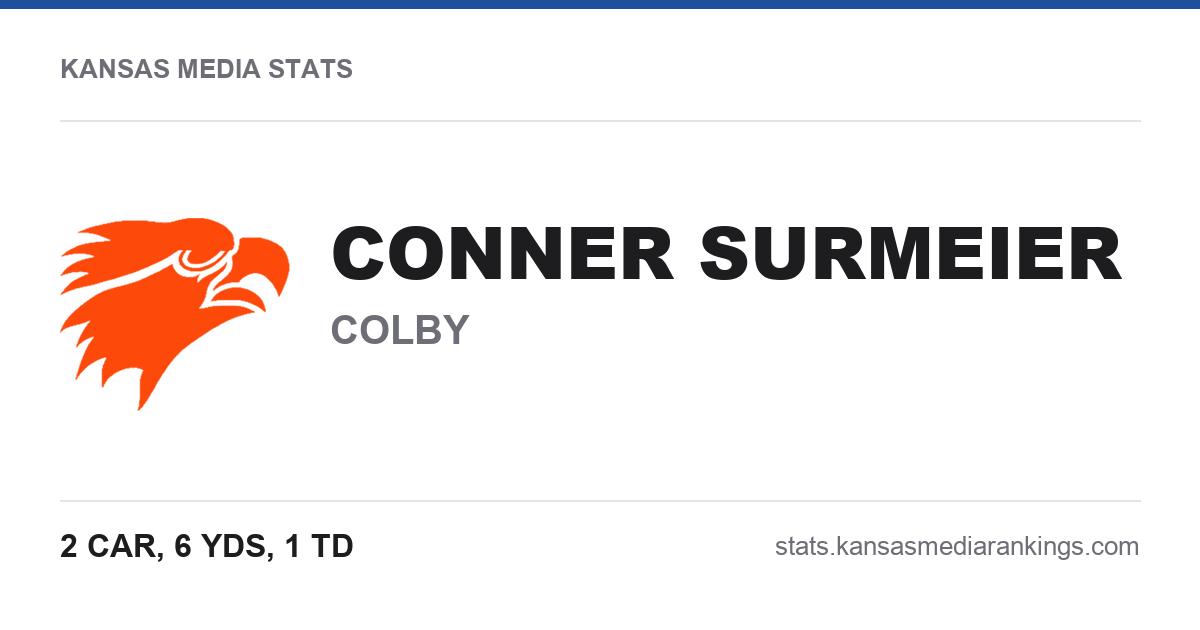 KANSAS MEDIA STATS
CONNER SURMEIER
COLBY
2 CAR, 6 YDS, 1 TD
stats.kansasmediarankings.com